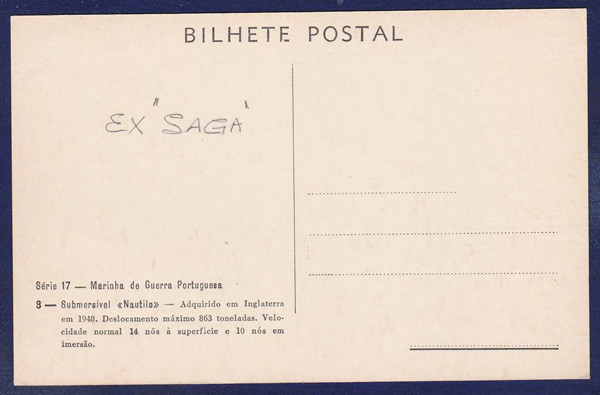 BILHETE POSTAL
EX "SAGA"
Série 17 — Marinha de Guerra Portuguesa
3 — Submersível «Nautilo» — Adquirido em Inglaterra
em 1948. Deslocamento máximo 863 toneladas. Velo-
cidade normal 14 nós à superfície e 10 nós em
imersão.